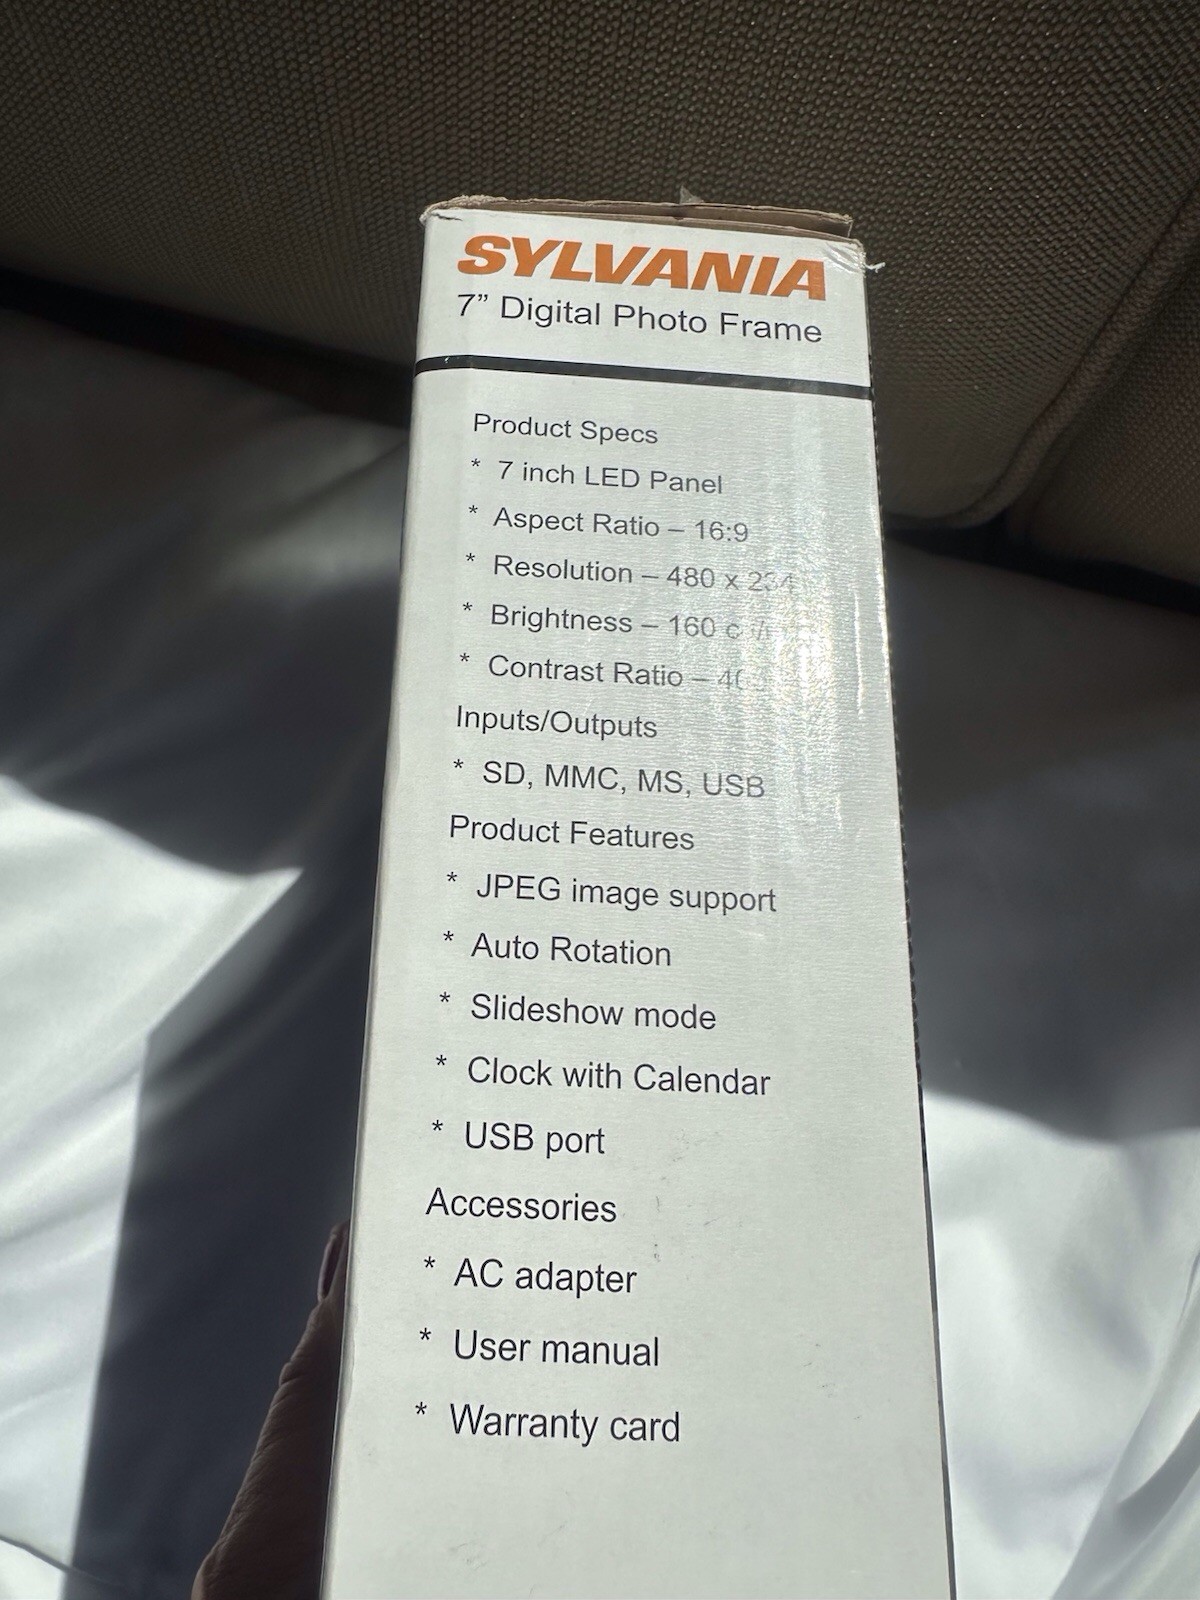 SYLVANIA
7” Digital Photo Frame
Product Specs
* 7 inch LED Panel
* Aspect Ratio – 16:9
* Resolution – 480 x 234
* Brightness – 160
* Contrast Ratio –
Inputs/Outputs
* SD, MMC, MS, USB
Product Features
* JPEG image support
* Auto Rotation
* Slideshow mode
* Clock with Calendar
* USB port
Accessories
* AC adapter
* User manual
* Warranty card